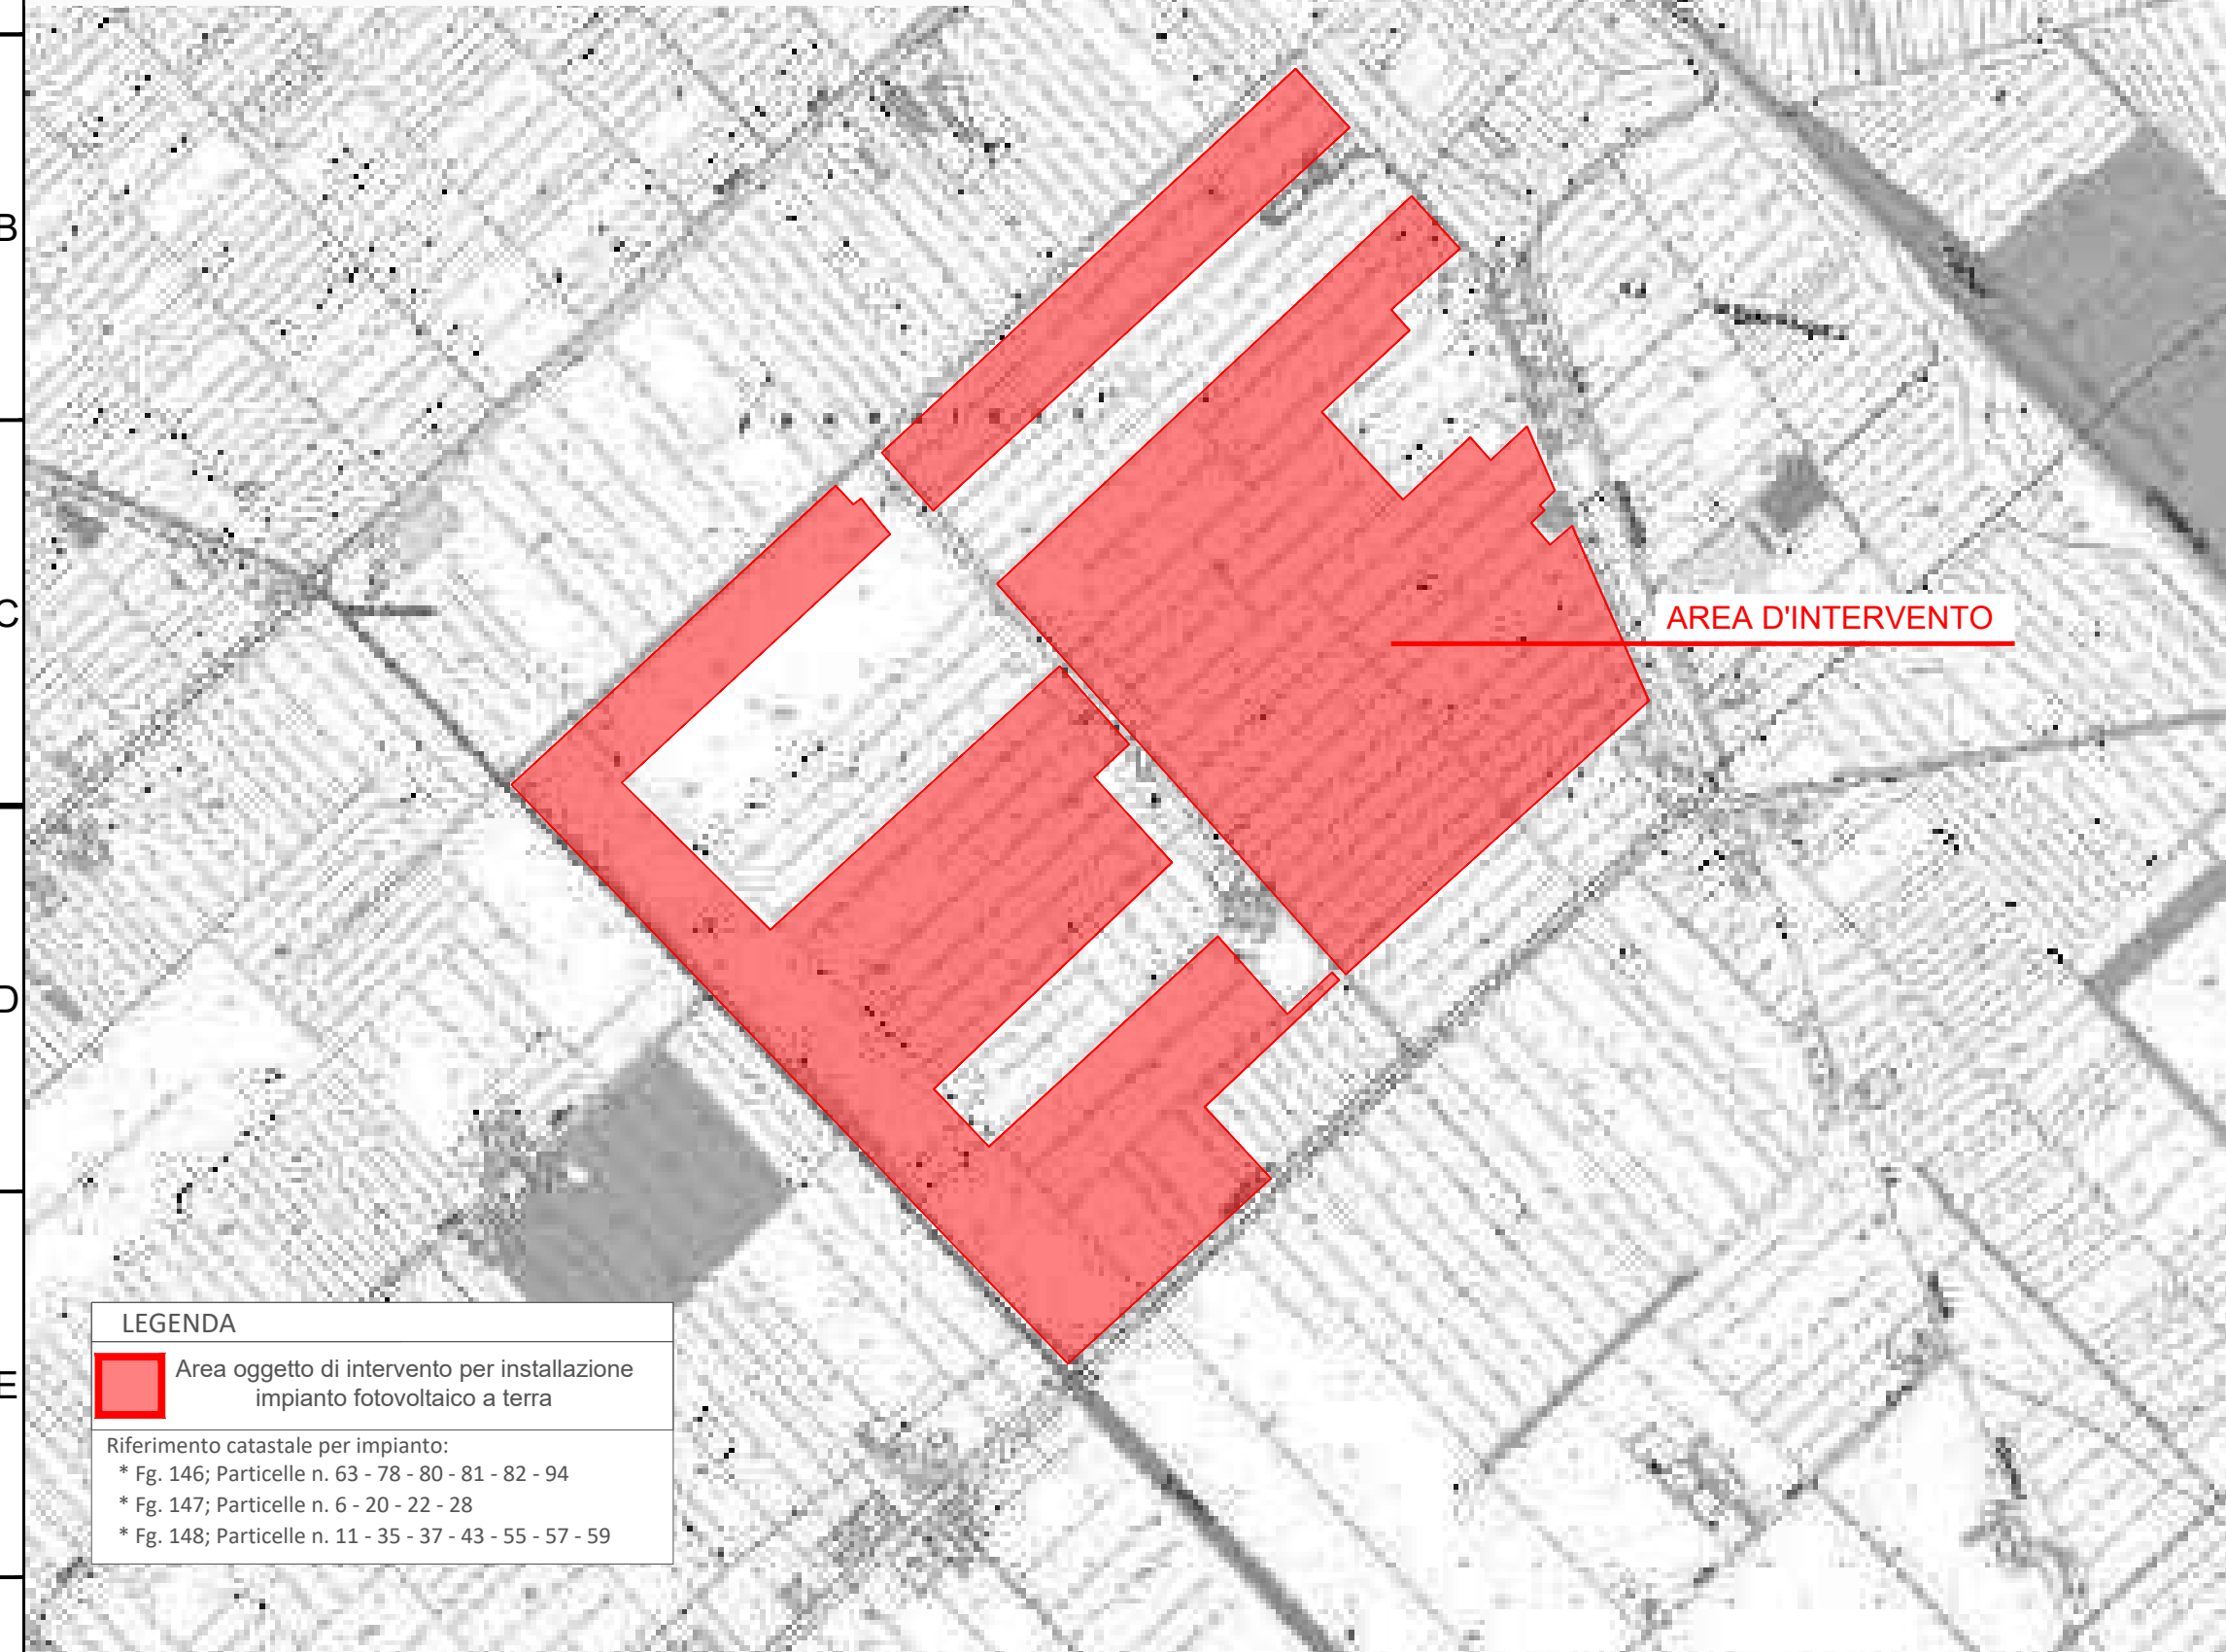 B
C
AREA D'INTERVENTO
D
E
LEGENDA
Area oggetto di intervento per installazione
impianto fotovoltaico a terra
Riferimento catastale per impianto:
* Fg. 146; Particelle n. 63 - 78 - 80 - 81 - 82 - 94
* Fg. 147; Particelle n. 6 - 20 - 22 - 28
* Fg. 148; Particelle n. 11 - 35 - 37 - 43 - 55 - 57 - 59